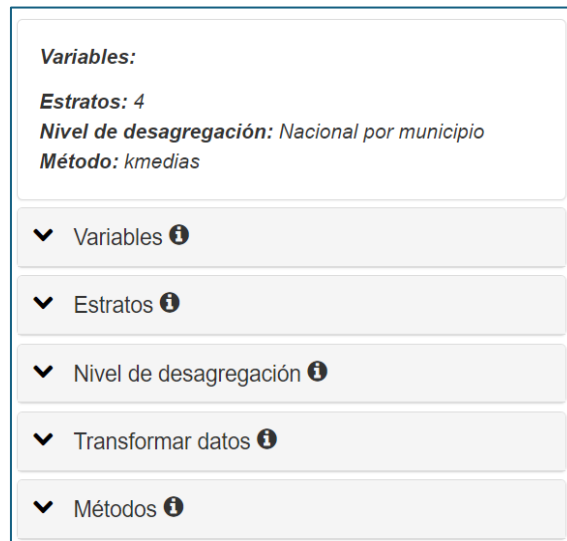 Variables:
Estratos: 4
Nivel de desagregación: Nacional por municipio
Método: kmedias
Variables
Estratos
Nivel de desagregación
Transformar datos
Métodos